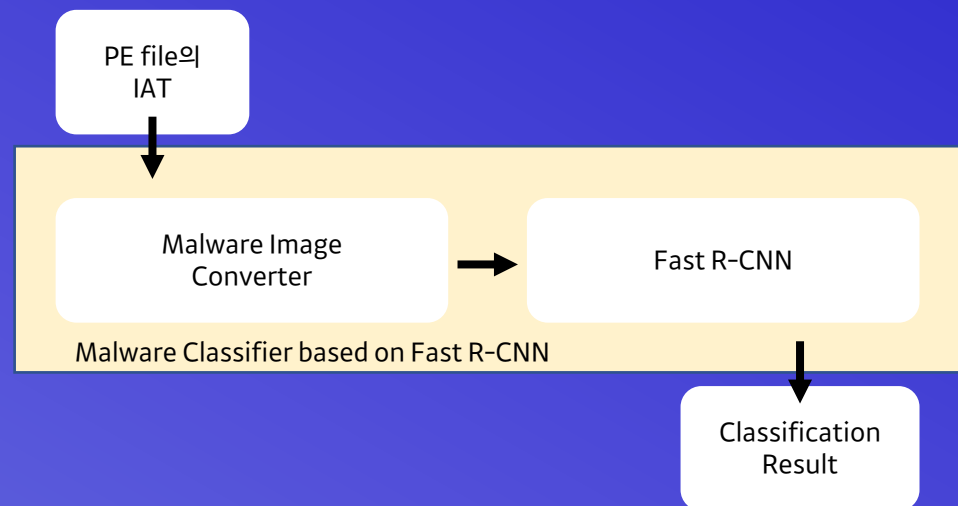 PE file의
IAT
Malware Image
Converter
Fast R-CNN
Malware Classifier based on Fast R-CNN
Classification
Result